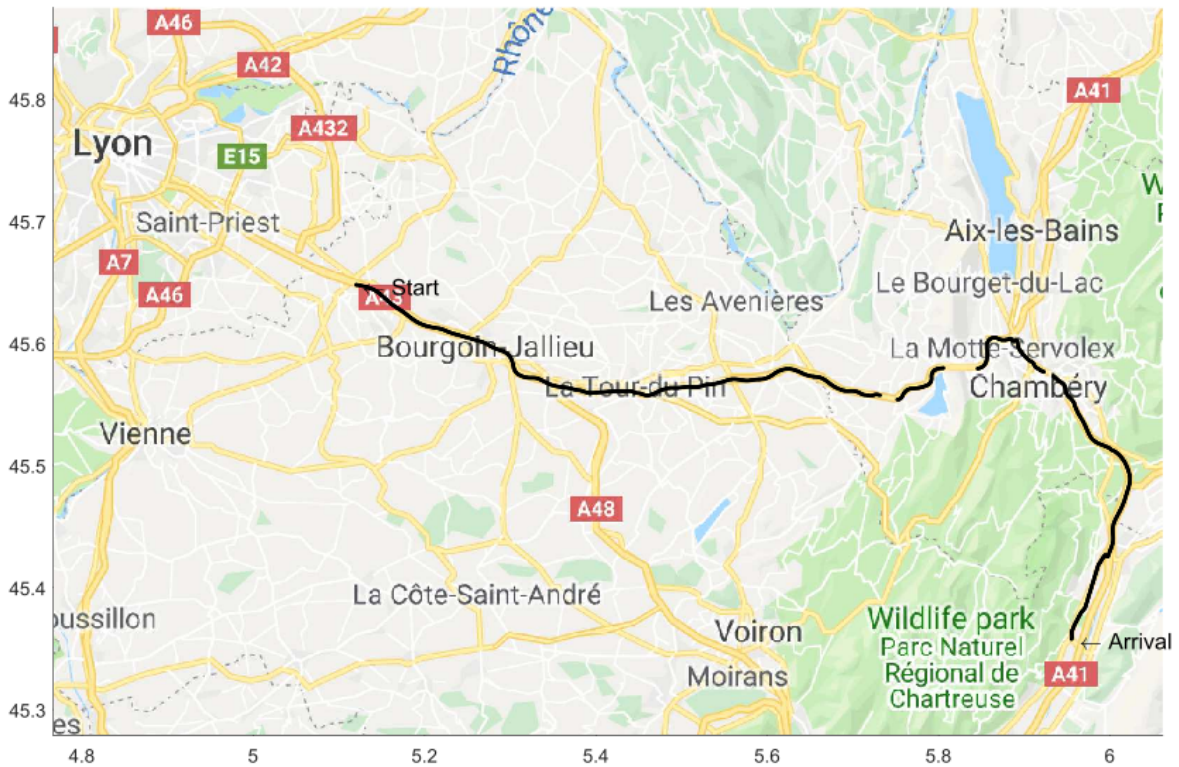 A46
A42
A41
45.8
A432
Lyon
E15
Rhône
45.7
Saint-Priest
Aix-les-Bains
A7
A46
Start
Le Bourget-du-Lac
Les Avenières
45.6
Bourgoin-Jallieu
La Motte-Servolex
La Tour-du Pin
Chambéry
Vienne
45.5
A48
45.4
La Côte-Saint-André
oussillon
Voiron
Wildlife park
Parc Naturel
Régional de
Chartreuse
← Arrival
Moirans
A41
45.3
es
4.8
5
5.2
5.4
5.6
5.8
6